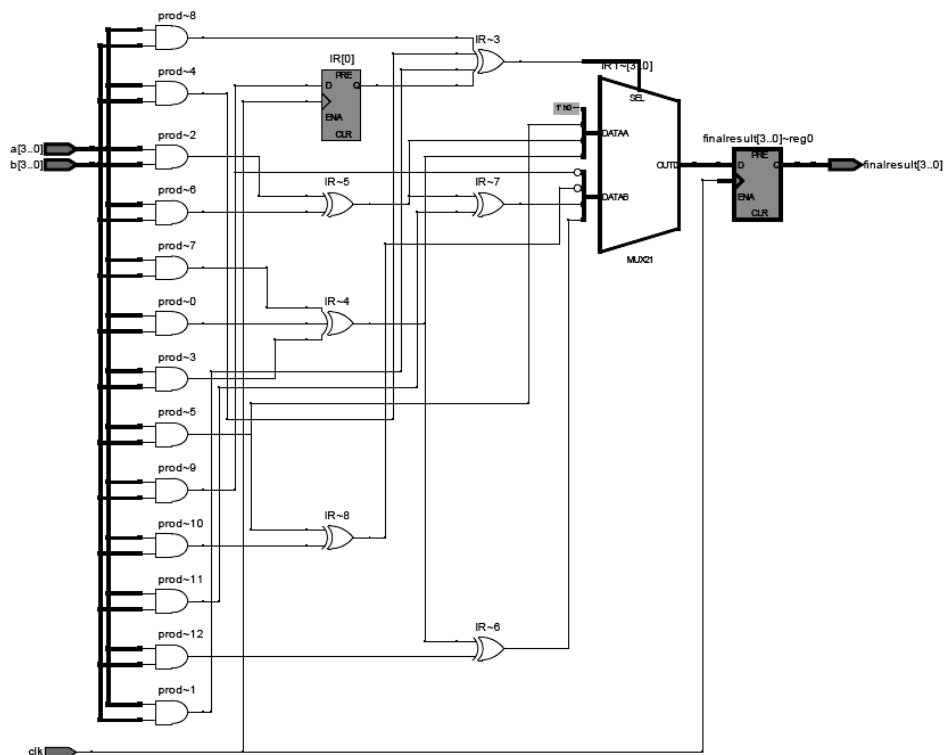 prod~8
IR~3
IR[0]
PRE
D
Q
ENA
CLR
prod~4
IR1~[3..0]
SEL
DATAA
DATAB
OUT0
MUX21
a[3..0]
b[3..0]
prod~2
finalresult[3..0]~reg0
PRE
D
Q
ENA
CLR
finalresult[3..0]
prod~6
IR~5
IR~7
prod~7
prod~0
IR~4
prod~3
prod~5
prod~9
prod~10
IR~8
prod~11
prod~12
IR~6
prod~1
clk